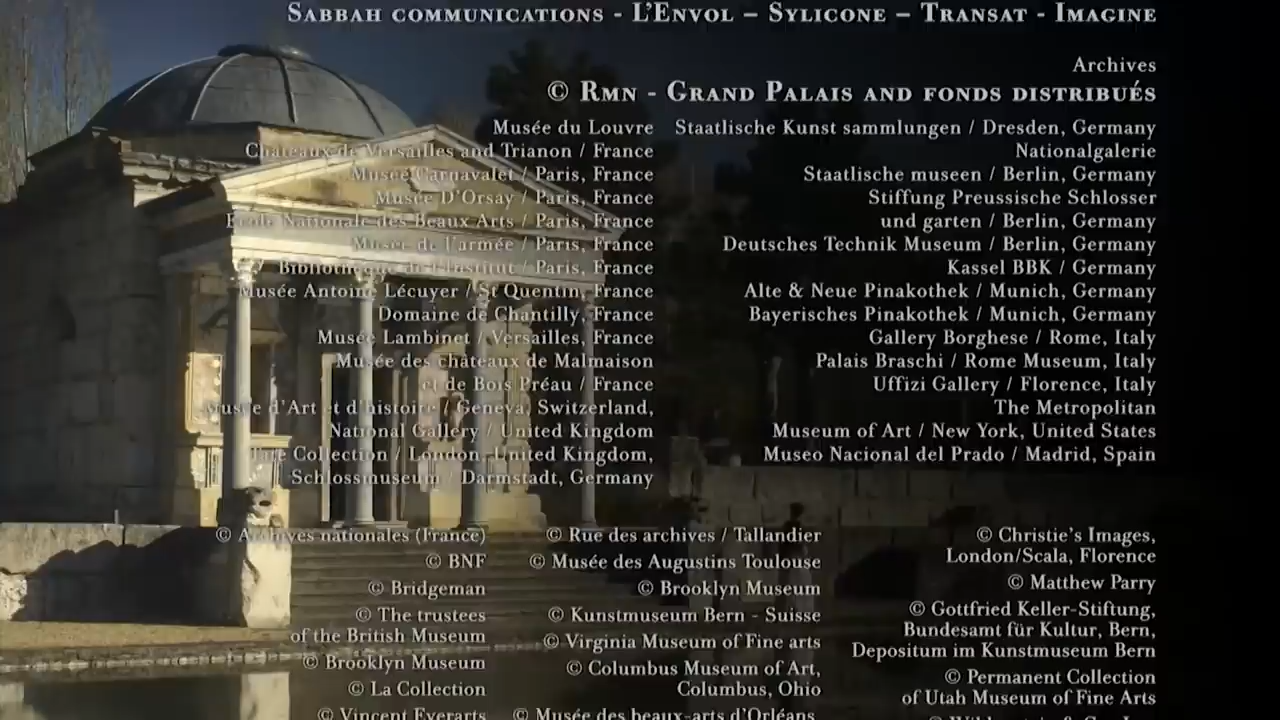 SABBAH COMMUNICATIONS - L'ENVOL – SYLICONE – TRANSAT - IMAGINE
Archives
© RMN - GRAND PALAIS AND FONDS DISTRIBUÉS
Musée du Louvre
Châteaux de Versailles and Trianon / France
Musée Carnavalet / Paris, France
Musée D'Orsay / Paris, France
Ecole Nationale des Beaux Arts / Paris, France
Musée de l'armée / Paris, France
Bibliothèque de l'Institut / Paris, France
Musée Antoine Lécuyer / St Quentin, France
Domaine de Chantilly, France
Musée Lambinet / Versailles, France
Musée des châteaux de Malmaison
et de Bois Préau / France
Musée d'Art et d'histoire / Geneva, Switzerland,
National Gallery / United Kingdom
Tate Collection / London, United Kingdom,
Schlossmuseum / Darmstadt, Germany
Staatlische Kunst sammlungen / Dresden, Germany
Nationalgalerie
Staatliche museen / Berlin, Germany
Stiffung Preussische Schlosser
und garten / Berlin, Germany
Deutsches Technik Museum / Berlin, Germany
Kassel BBK / Germany
Alte & Neue Pinakothek / Munich, Germany
Bayerisches Pinakothek / Munich, Germany
Gallery Borghese / Rome, Italy
Palais Braschi / Rome Museum, Italy
Uffizi Gallery / Florence, Italy
The Metropolitan
Museum of Art / New York, United States
Museo Nacional del Prado / Madrid, Spain
© Archives nationales (France)
© BNF
© Bridgeman
© The trustees
of the British Museum
© Brooklyn Museum
© La Collection
© Vincent Everarts
© Rue des archives / Tallandier
© Musée des Augustins Toulouse
© Brooklyn Museum
© Kunstmuseum Bern - Suisse
© Virginia Museum of Fine arts
© Columbus Museum of Art,
Columbus, Ohio
© Musée des beaux-arts d'Orléans,
© Christie's Images,
London/Scala, Florence
© Matthew Parry
© Gottfried Keller-Stiftung,
Bundesamt für Kultur, Bern,
Depositum im Kunstmuseum Bern
© Permanent Collection
of Utah Museum of Fine Arts